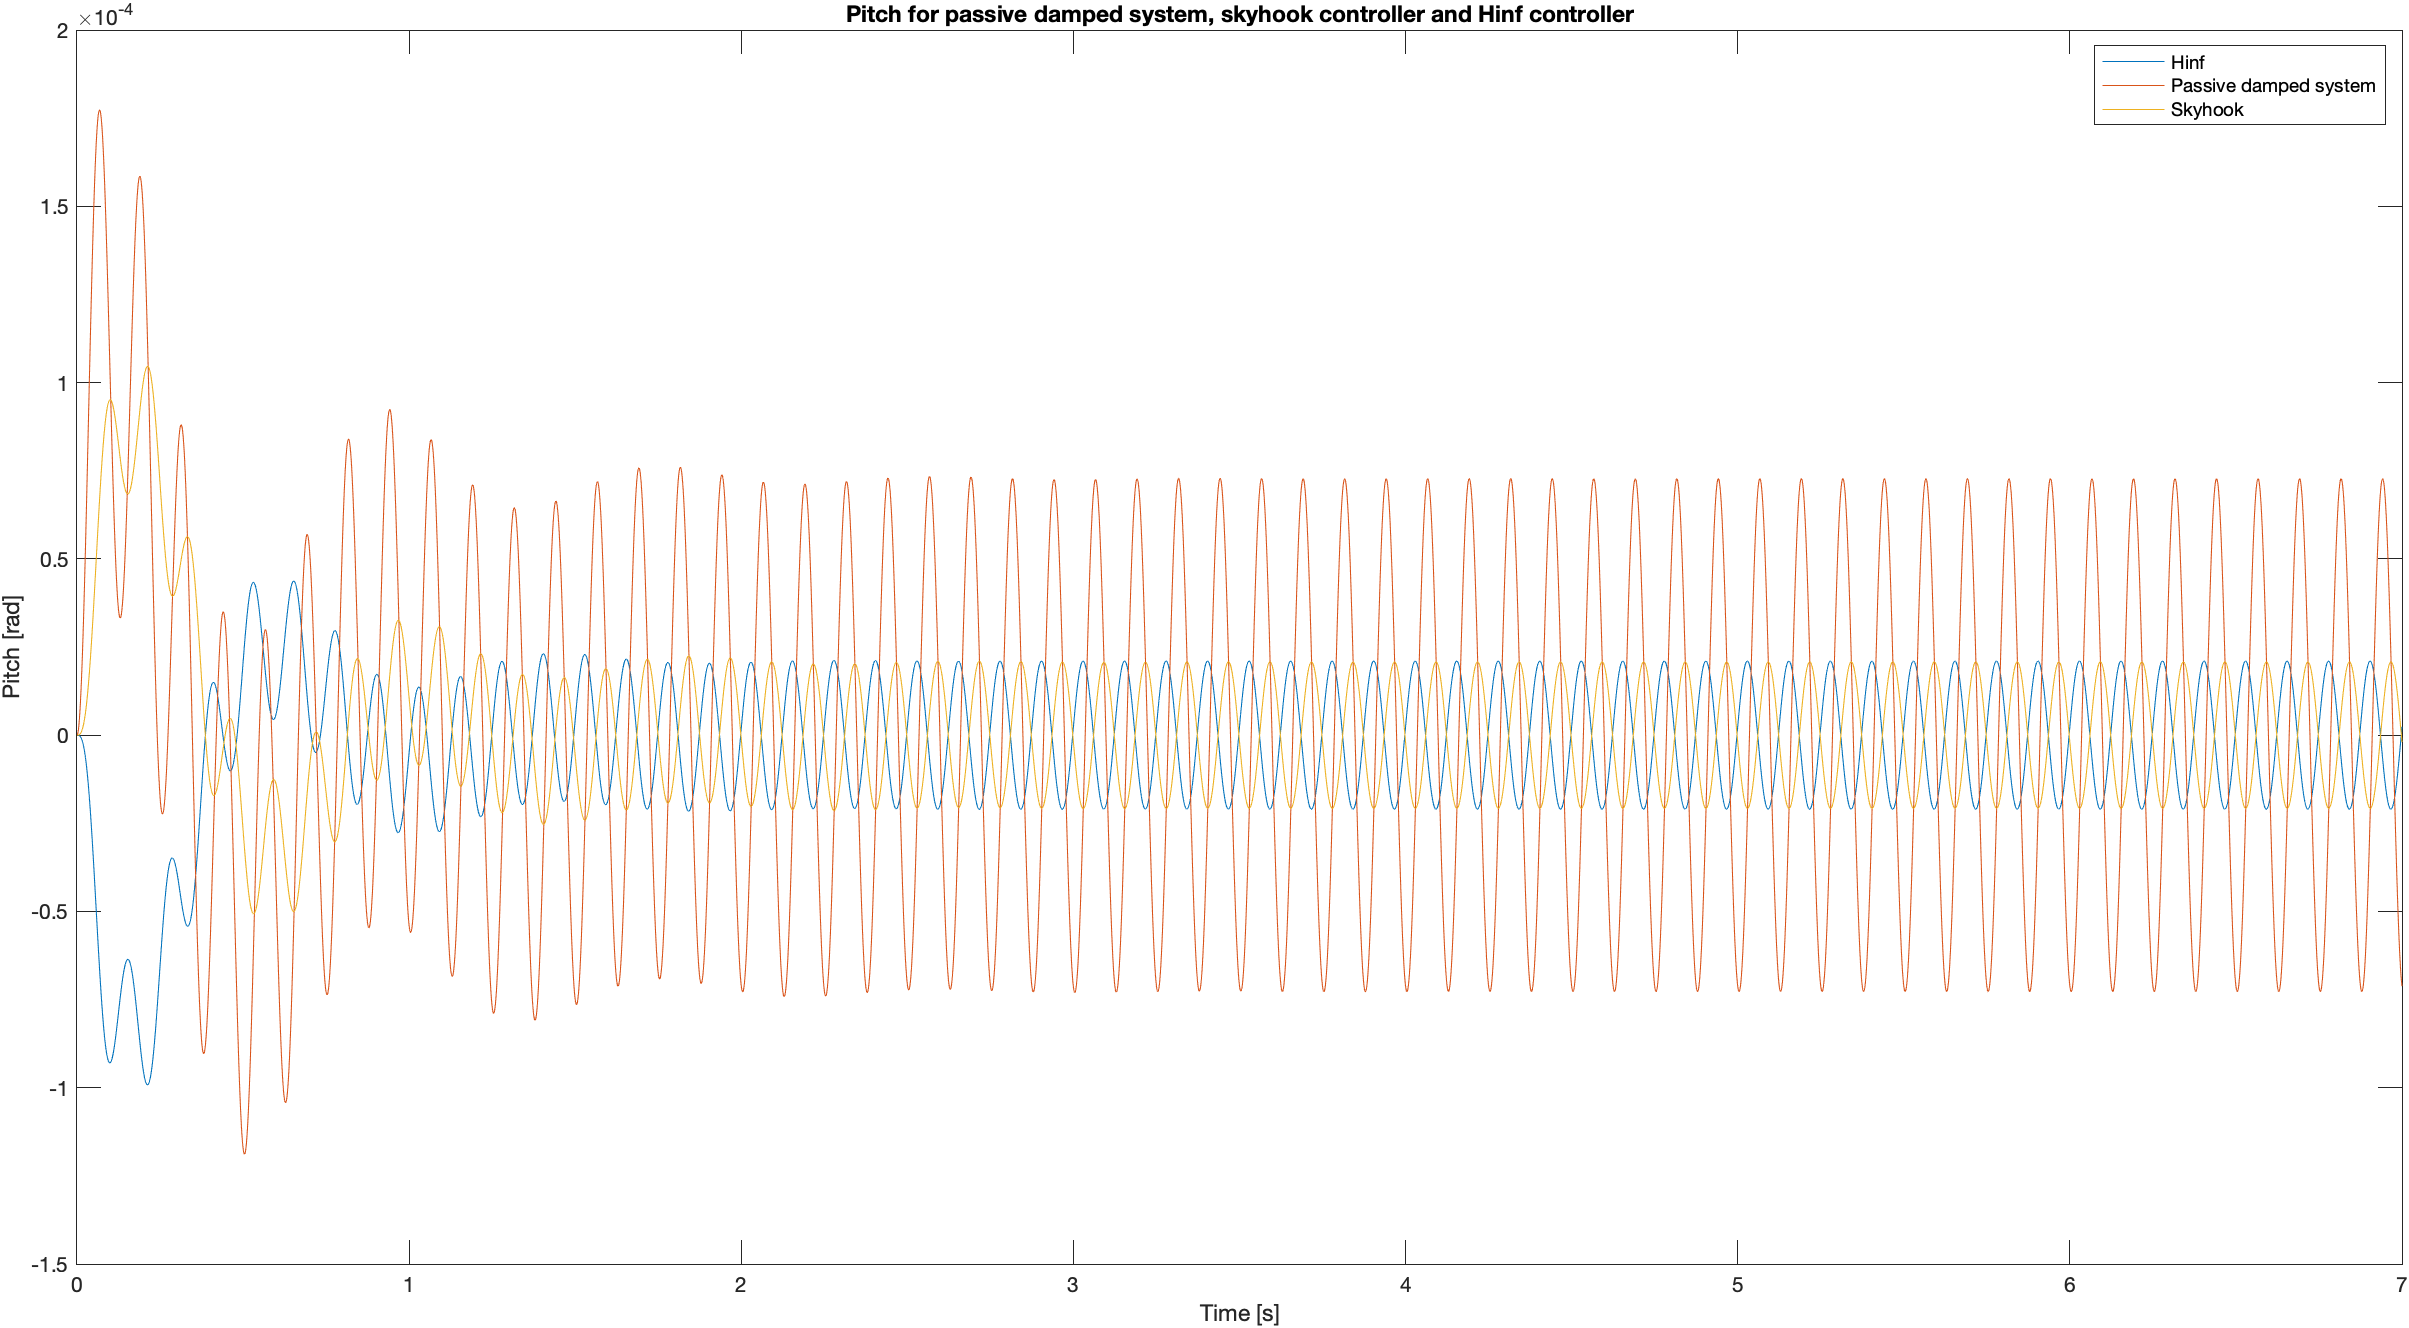 Pitch for passive damped system, skyhook controller and Hinf controller
×10⁻⁴
2
1.5
1
0.5
0
-0.5
-1
-1.5
Pitch [rad]
Hinf
Passive damped system
Skyhook
0 1 2 3 4 5 6 7
Time [s]